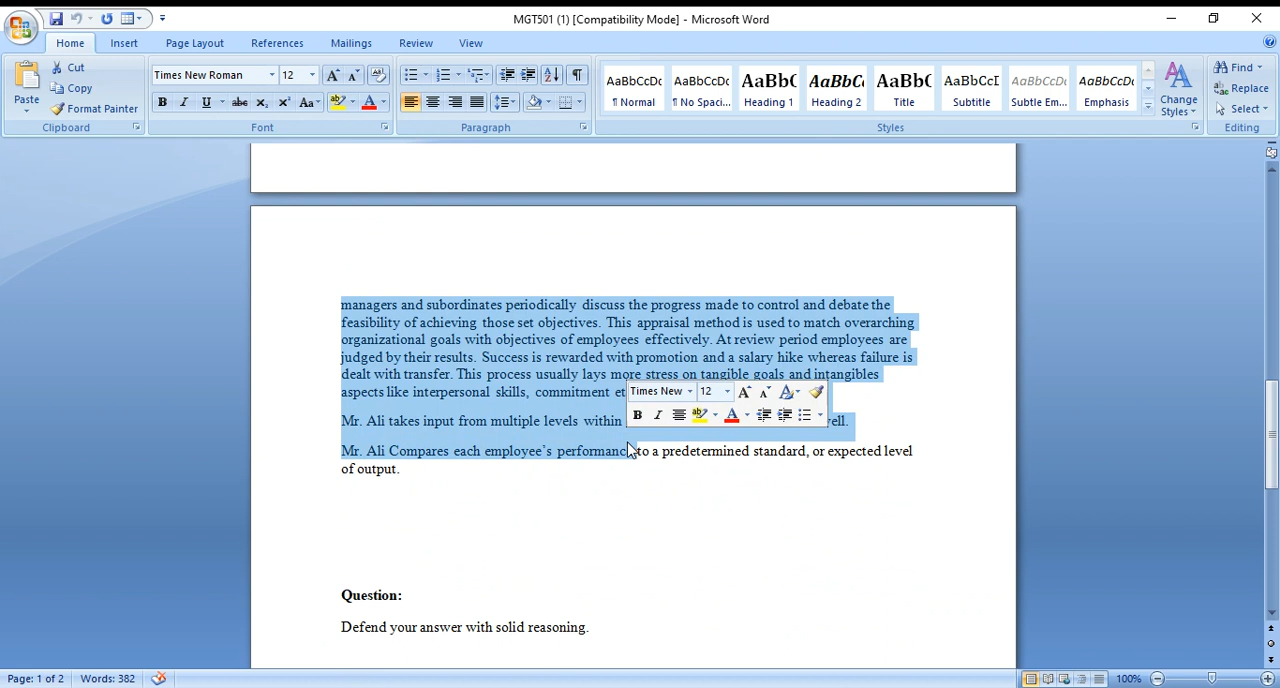 MGT501 (1) [Compatibility Mode] - Microsoft Word
Home Insert Page Layout References Mailings Review View
Paste
Cut
Copy
Format Painter
Clipboard
Times New Roman 12
Font
Paragraph
AaBbCcDc AaBbCcDc AaBbC AaBbCc AaBbC AaBbCcI AaBbCcDc AaBbCcDc
¶ Normal ¶ No Spaci... Heading 1 Heading 2 Title Subtitle Subtle Em... Emphasis
Change
Styles
Styles
Find
Replace
Select
Editing
managers and subordinates periodically discuss the progress made to control and debate the
feasibility of achieving those set objectives. This appraisal method is used to match overarching
organizational goals with objectives of employees effectively. At review period employees are
judged by their results. Success is rewarded with promotion and a salary hike whereas failure is
dealt with transfer. This process usually lays more stress on tangible goals and intangibles
aspects like interpersonal skills, commitment
Times New 12
Mr. Ali takes input from multiple levels within
Mr. Ali Compares each employee’s performance to a predetermined standard, or expected level
of output.
Question:
Defend your answer with solid reasoning.
Page: 1 of 2 Words: 382 100%